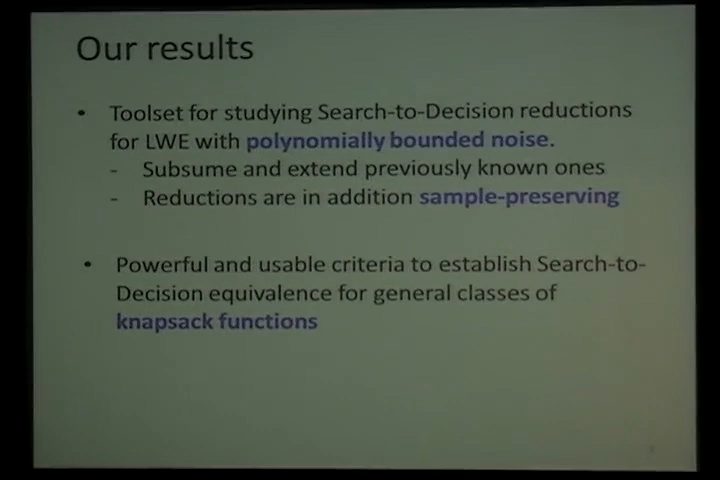 Our results
• Toolset for studying Search-to-Decision reductions
for LWE with polynomially bounded noise.
- Subsume and extend previously known ones
- Reductions are in addition sample-preserving
• Powerful and usable criteria to establish Search-to-
Decision equivalence for general classes of
knapsack functions